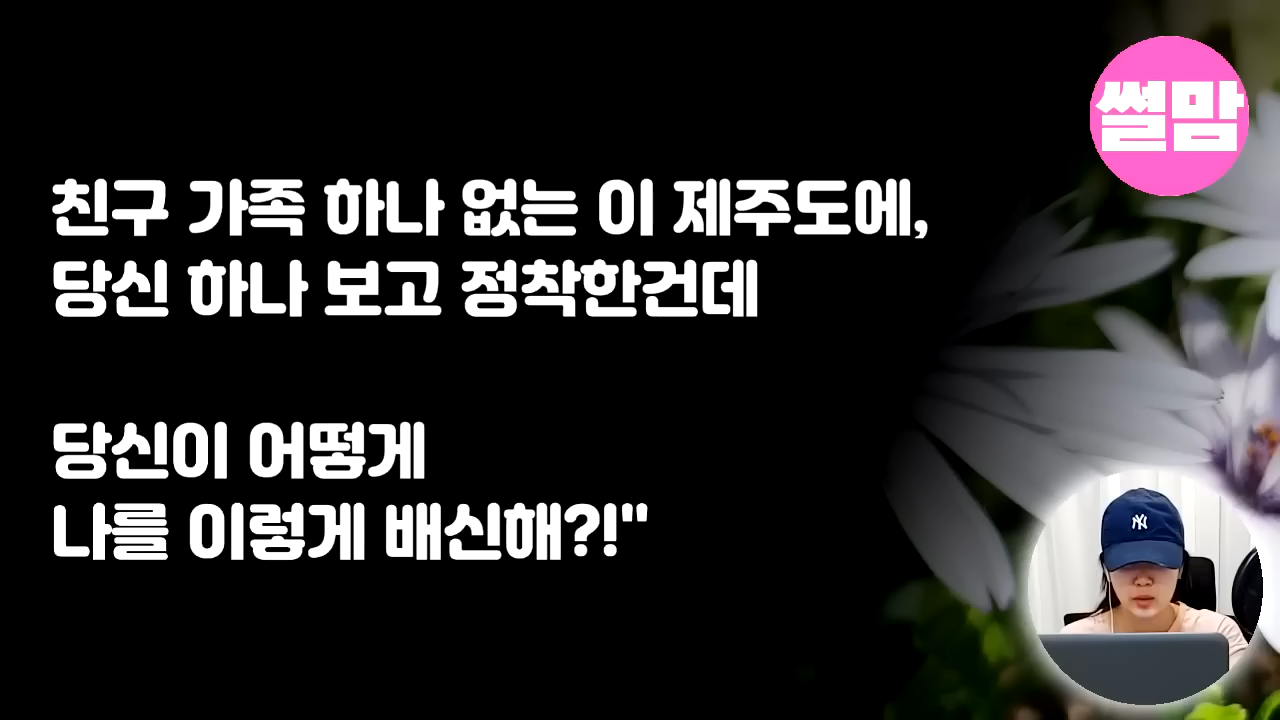 썰맘
친구 가족 하나 없는 이 제주도에,
당신 하나 보고 정착한건데
당신이 어떻게
나를 이렇게 배신해?!"
NY